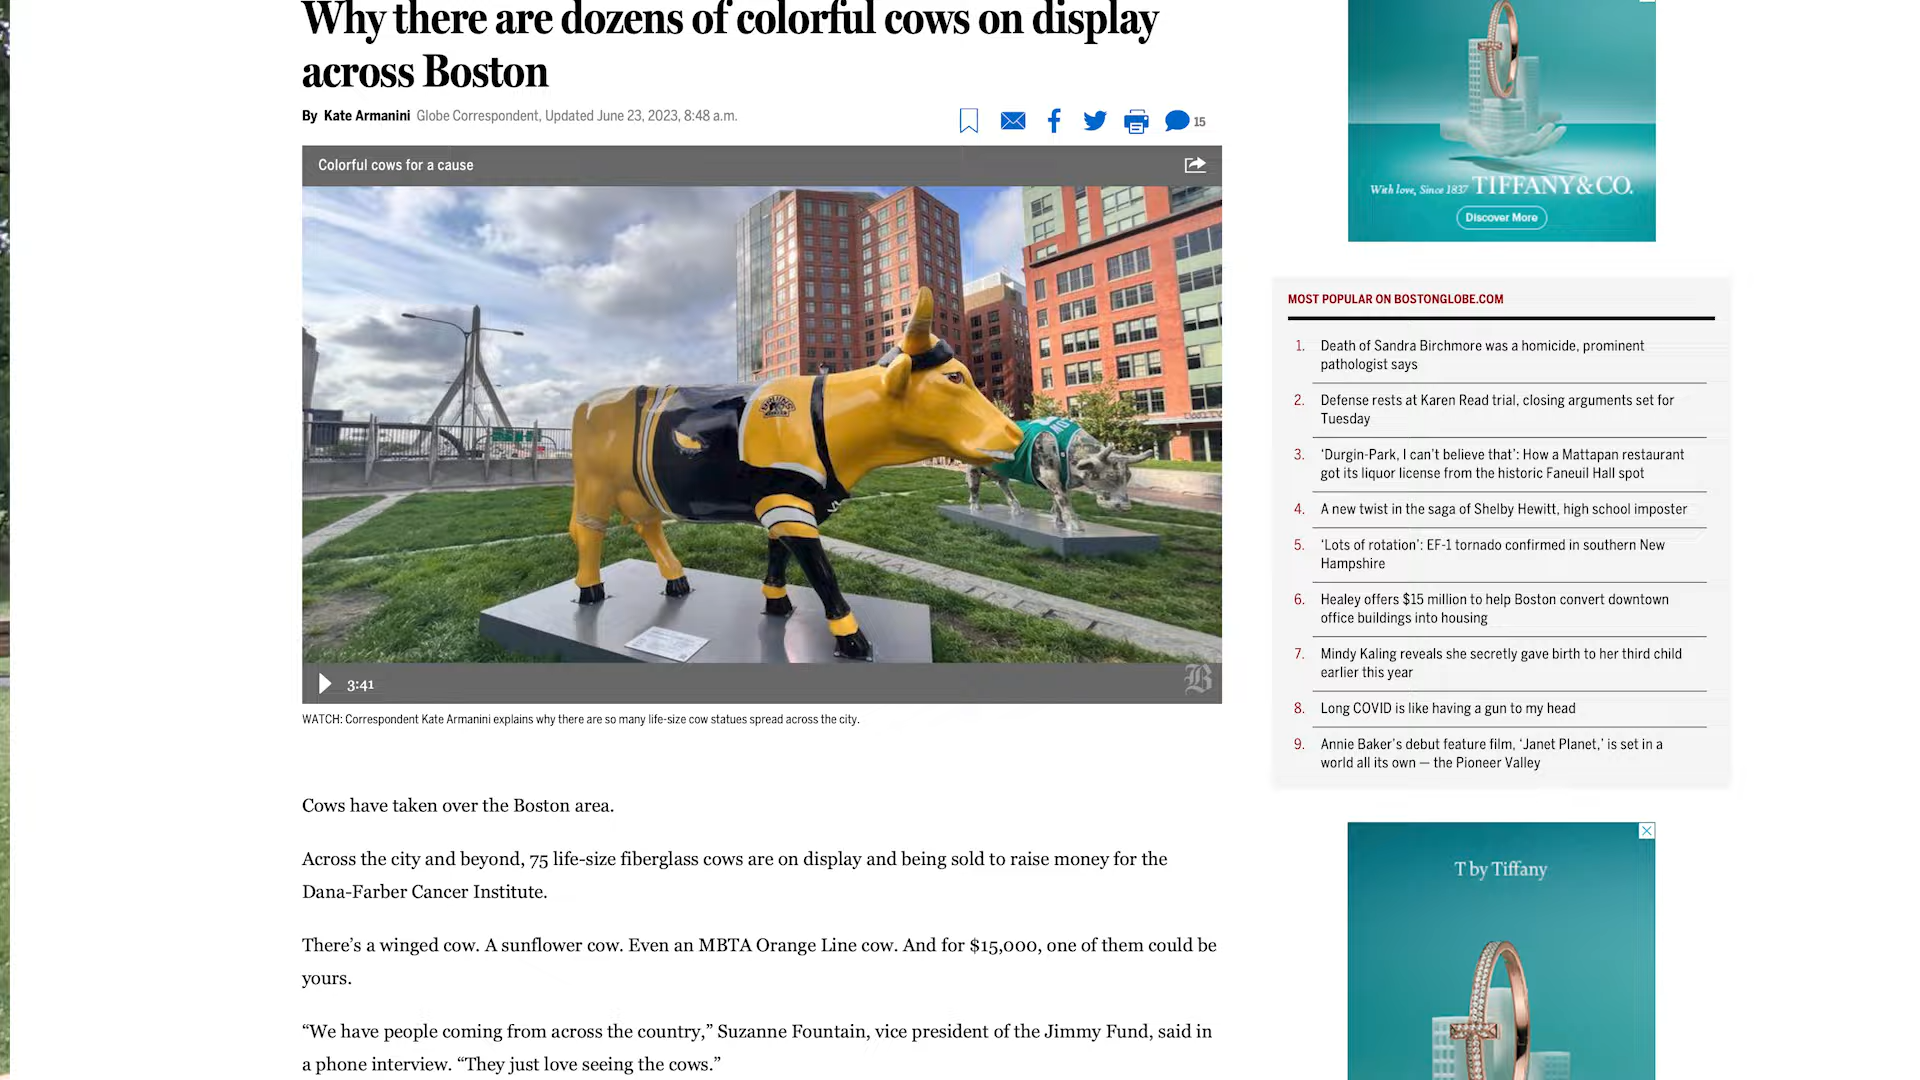 Why there are dozens of colorful cows on display
across Boston
By Kate Armanini Globe Correspondent, Updated June 23, 2023, 8:48 a.m.
15
Colorful cows for a cause
3:41
B
WATCH: Correspondent Kate Armanini explains why there are so many life-size cow statues spread across the city.
Cows have taken over the Boston area.
Across the city and beyond, 75 life-size fiberglass cows are on display and being sold to raise money for the
Dana-Farber Cancer Institute.
There’s a winged cow. A sunflower cow. Even an MBTA Orange Line cow. And for $15,000, one of them could be
yours.
“We have people coming from across the country,” Suzanne Fountain, vice president of the Jimmy Fund, said in
a phone interview. “They just love seeing the cows.”
With love, Since 1837 TIFFANY&CO.
Discover More
MOST POPULAR ON BOSTONGLOBE.COM
1. Death of Sandra Birchmore was a homicide, prominent
pathologist says
2. Defense rests at Karen Read trial, closing arguments set for
Tuesday
3. ‘Durgin-Park, I can’t believe that’: How a Mattapan restaurant
got its liquor license from the historic Faneuil Hall spot
4. A new twist in the saga of Shelby Hewitt, high school imposter
5. ‘Lots of rotation’: EF-1 tornado confirmed in southern New
Hampshire
6. Healey offers $15 million to help Boston convert downtown
office buildings into housing
7. Mindy Kaling reveals she secretly gave birth to her third child
earlier this year
8. Long COVID is like having a gun to my head
9. Annie Baker’s debut feature film, ‘Janet Planet,’ is set in a
world all its own — the Pioneer Valley
T by Tiffany